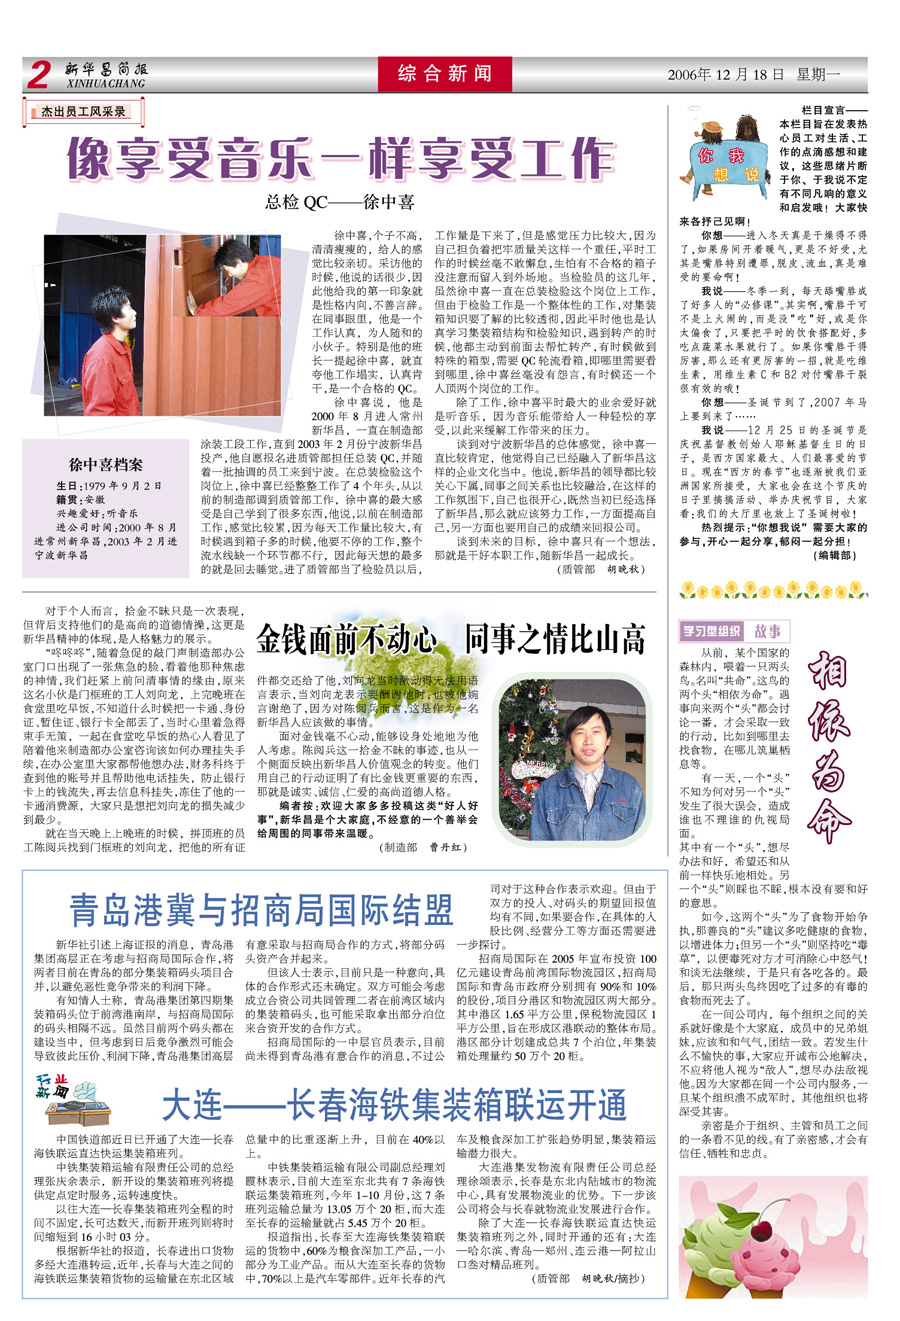 2
新华昌简报
XINHUACHANG
综合新闻
2006年 12 月 18 日 星期一
杰出员工风采录
像享受音乐一样享受工作
总检 QC——徐中喜
徐中喜,个子不高,
清清瘦瘦的，给人的感
觉比较亲切。采访他的
时候,他说的话很少,因
此他给我的第一印象就
是性格内向,不善言辞。
在同事眼里，他是一个
工作认真，为人随和的
小伙子。特别是他的班
长一提起徐中喜，就直
夸他工作塌实，认真肯
干,是一个合格的 QC。
徐中喜说，他是
2000 年 8 月进入常州
新华昌，一直在制造部
涂装工段工作,直到 2003 年 2 月份宁波新华昌
投产,他自愿报名进质管部担任总装 QC,并随
着一批抽调的员工来到宁波。在总检验这个
岗位上,徐中喜已经整整工作了 4 个年头,从以
前的制造部调到质管部工作，徐中喜的最大感
受是自己学到了很多东西,他说,以前在制造部
工作,感觉比较累,因为每天工作量比较大,有
时候遇到箱子多的时候,他要不停的工作,整个
流水线缺一个环节都不行，因此每天想的最多
的就是回去睡觉。进了质管部当了检验员以后,
徐中喜档案
生日:1979 年 9 月 2 日
籍贯:安徽
兴趣爱好:听音乐
进公司时间:2000 年 8 月
进常州新华昌,2003 年 2 月进
宁波新华昌
工作量是下来了,但是感觉压力比较大,因为
自己担负着把牢质量关这样一个重任,平时工
作的时候丝毫不敢懈怠,生怕有不合格的箱子
没注意而留入到外场地。当检验员的这几年,
虽然徐中喜一直在总装检验这个岗位上工作,
但由于检验工作是一个整体性的工作,对集装
箱知识要了解的比较透彻,因此平时他也是认
真学习集装箱结构和检验知识,遇到转产的时
候,他都主动到前面去帮忙转产,有时候做到
特殊的箱型,需要 QC 轮流看箱,即哪里需要看
到哪里,徐中喜丝毫没有怨言,有时候还一个
人顶两个岗位的工作。
除了工作,徐中喜平时最大的业余爱好就
是听音乐，因为音乐能带给人一种轻松的享
受,以此来缓解工作带来的压力。
谈到对宁波新华昌的总体感觉，徐中喜一
直比较肯定，他觉得自己已经融入了新华昌这
样的企业文化当中。他说,新华昌的领导都比较
关心下属,同事之间关系也比较融洽,在这样的
工作氛围下,自己也很开心,既然当初已经选择
了新华昌,那么就应该努力工作,一方面提高自
己,另一方面也要用自己的成绩来回报公司。
谈到未来的目标，徐中喜只有一个想法,
那就是干好本职工作,随新华昌一起成长。
(质管部 胡晚秋)
你我
想说
栏目宣言——
本栏目旨在发表热
心员工对生活、工
作的点滴感想和建
议，这些思绪片断
于你、于我说不定
有不同凡响的意义
和启发哦！大家快
来各抒己见啊！
你想——进入冬天真是干燥得不得
了,如果房间开着暖气,更是不好受,尤
其是嘴唇特别遭罪,脱皮、流血,真是难
受的要命啊！
我说——冬季一到，每天舔嘴唇成
了好多人的“必修课”。其实啊,嘴唇干可
不是上火闹的,而是没"吃"好,或是你
太偏食了,只要把平时的饮食搭配好,多
吃点蔬菜水果就行了。如果你嘴唇干得
厉害,那么还有更厉害的一招,就是吃维
生素，用维生素 C 和 B2 对付嘴唇干裂
很有效的哦！
你想——圣诞节到了,2007 年马
上要到来了……
我说——12 月 25 日的圣诞节是
庆祝基督教创始人耶稣基督生日的日
子，是西方国家最大、人们最喜爱的节
日。现在“西方的春节”也逐渐被我们亚
洲国家所接受，大家也会在这个节庆的
日子里搞搞活动、举办庆祝节目，大家
看:我们的大厅里也放上了圣诞树啦！
热烈提示:“你想我说”需要大家的
参与,开心一起分享,郁闷一起分担！
(编辑部)
金钱面前不动心 同事之情比山高
对于个人而言，拾金不昧只是一次表现,
但背后支持他们的是高尚的道德情操,这更是
新华昌精神的体现,是人格魅力的展示。
“咚咚咚”,随着急促的敲门声制造部办公
室门口出现了一张焦急的脸,看着他那种焦虑
的神情,我们赶紧上前问清事情的缘由,原来
这名小伙是门框班的工人刘向龙，上完晚班在
食堂里吃早饭,不知道什么时候把一卡通、身份
证、暂住证、银行卡全部丢了,当时心里着急得
束手无策，一起在食堂吃早饭的热心人看见了
陪着他来制造部办公室咨询该如何办理挂失手
续,在办公室里大家都帮他想办法,财务科终于
查到他的账号并且帮助他电话挂失，防止银行
卡上的钱流失,再去信息科挂失,冻住了他的一
卡通消费源，大家只是想把刘向龙的损失减少
到最少。
就在当天晚上上晚班的时候，拼顶班的员
工陈阅兵找到门框班的刘向龙，把他的所有证
件都交还给了他,刘向龙当时激动得无法用语
言表示,当刘向龙表示要酬谢他时,也被他婉
言谢绝了,因为对陈阅兵而言,这是作为一名
新华昌人应该做的事情。
面对金钱毫不心动,能够设身处地地为他
人考虑。陈阅兵这一拾金不昧的事迹,也从一
个侧面反映出新华昌人价值观念的转变。他们
用自己的行动证明了有比金钱更重要的东西,
那就是诚实、诚信、仁爱的高尚道德人格。
编者按:欢迎大家多多投稿这类“好人好
事”,新华昌是个大家庭,不经意的一个善举会
给周围的同事带来温暖。
(制造部 曹丹红)
MERRY
学习型组织 故事
相依为命
从前，某个国家的
森林内，喂着一只两头
鸟。名叫“共命”。这鸟的
两个头“相依为命”。遇
事向来两个“头”都会讨
论一番，才会采取一致
的行动，比如到哪里去
找食物，在哪儿筑巢栖
息等。
有一天,一个“头”
不知为何对另一个“头”
发生了很大误会，造成
谁也不理谁的仇视局
面。
其中有一个“头”,想尽
办法和好，希望还和从
前一样快乐地相处。另
一个“头”则睬也不睬,根本没有要和好
的意思。
如今,这两个“头”为了食物开始争
执,那善良的“头”建议多吃健康的食物,
以增进体力;但另一个“头”则坚持吃“毒
草”，以便毒死对方才可消除心中怒气!
和谈无法继续，于是只有各吃各的。最
后，那只两头鸟终因吃了过多的有毒的
食物而死去了。
在一间公司内，每个组织之间的关
系就好像是个大家庭，成员中的兄弟姐
妹,应该和和气气,团结一致。若发生什
么不愉快的事,大家应开诚布公地解决,
不应将他人视为“敌人”,想尽办法敌视
他。因为大家都在同一个公司内服务,一
旦某个组织溃不成军时，其他组织也将
深受其害。
亲密是介于组织、主管和员工之间
的一条看不见的线。有了亲密感,才会有
信任、牺牲和忠贞。
青岛港冀与招商局国际结盟
新华社引述上海证报的消息，青岛港
集团高层正在考虑与招商局国际合作,将
两者目前在青岛的部分集装箱码头项目合
并,以避免恶性竞争带来的利润下降。
有知情人士称，青岛港集团第四期集
装箱码头位于前湾港南岸，与招商局国际
的码头相隔不远。虽然目前两个码头都在
建设当中，但考虑到日后竞争激烈可能会
导致彼此压价、利润下降,青岛港集团高层
有意采取与招商局合作的方式,将部分码
头资产合并起来。
但该人士表示,目前只是一种意向,具
体的合作形式还未确定。双方可能会考虑
成立合资公司共同管理二者在前湾区域内
的集装箱码头,也可能采取拿出部分泊位
来合资开发的合作方式。
招商局国际的一中层官员表示,目前
尚未得到青岛港有意合作的消息,不过公
司对于这种合作表示欢迎。但由于
双方的投入、对码头的期望回报值
均有不同,如果要合作,在具体的入
股比例、经营分工等方面还需要进
一步探讨。
招商局国际在 2005 年宣布投资 100
亿元建设青岛前湾国际物流园区,招商局
国际和青岛市政府分别拥有 90%和 10%
的股份,项目分港区和物流园区两大部分。
其中港区 1.65 平方公里,保税物流园区 1
平方公里,旨在形成区港联动的整体布局。
港区部分计划建成总共 7 个泊位,年集装
箱处理量约 50 万个 20 柜。
行业
新闻
大连——长春海铁集装箱联运开通
中国铁道部近日已开通了大连—长春
海铁联运直达快运集装箱班列。
中铁集装箱运输有限责任公司的总经
理张庆余表示，新开设的集装箱班列将提
供定点定时服务,运转速度快。
以往大连—长春集装箱班列全程的时
间不固定,长可达数天,而新开班列则将时
间缩短到 16 小时 03 分。
根据新华社的报道，长春进出口货物
多经大连港转运,近年,长春与大连之间的
海铁联运集装箱货物的运输量在东北区域
总量中的比重逐渐上升，目前在 40%以
上。
中铁集装箱运输有限公司副总经理刘
霞林表示,目前大连至东北共有 7 条海铁
联运集装箱班列,今年 1-10 月份,这 7 条
班列运输总量为 13.05 万个 20 柜,而大连
至长春的运输量就占 5.45 万个 20 柜。
报道指出,长春至大连海铁集装箱联
运的货物中,60%为粮食深加工产品,一小
部分为工业产品。而从大连至长春的货物
中,70%以上是汽车零部件。近年长春的汽
车及粮食深加工扩张趋势明显,集装箱运
输潜力很大。
大连港集发物流有限责任公司总经
理徐颂表示,长春是东北内陆城市的物流
中心,具有发展物流业的优势。下一步该
公司将会与长春就物流业发展进行合作。
除了大连—长春海铁联运直达快运
集装箱班列之外,同时开通的还有:大连
—哈尔滨、青岛—郑州、连云港—阿拉山
口叁对精品班列。
(质管部 胡晚秋/摘抄)